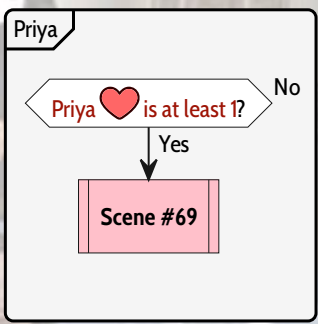 Priya
No
Priya ❤ is at least 1?
Yes
Scene #69